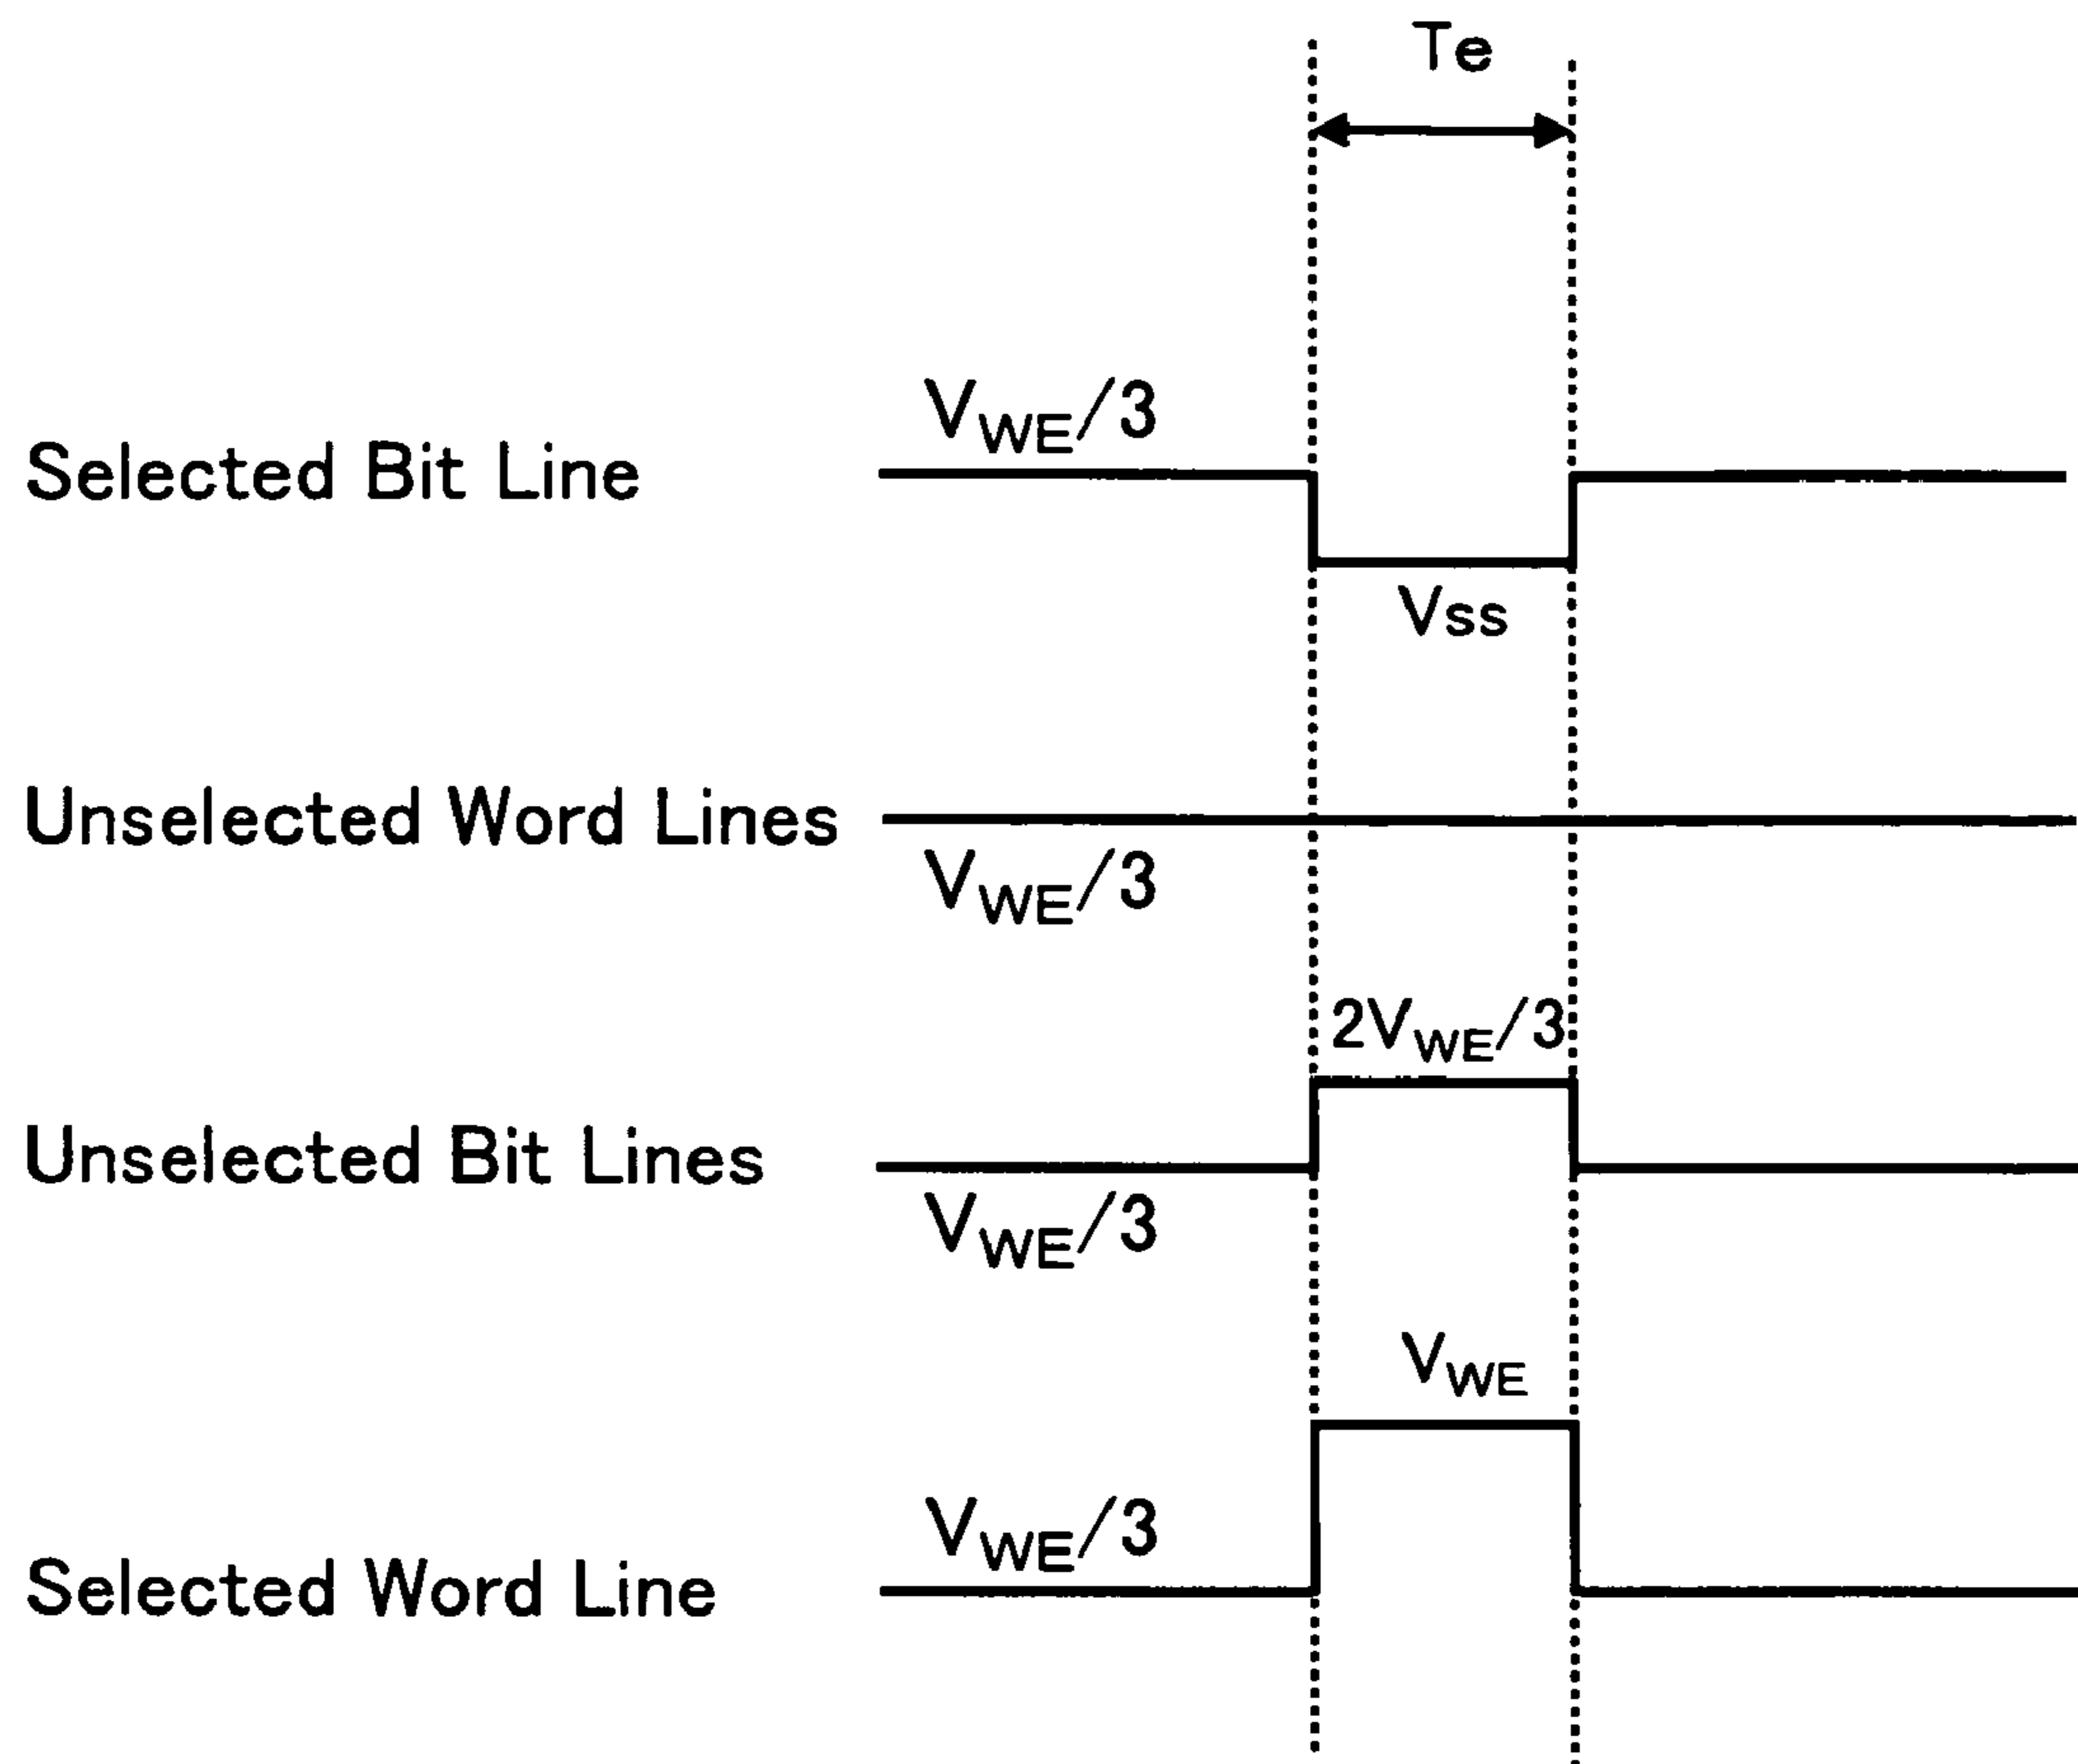 Te
V_WE/3
Selected Bit Line
Vss
Unselected Word Lines
V_WE/3
2V_WE/3
Unselected Bit Lines
V_WE/3
V_WE
V_WE/3
Selected Word Line